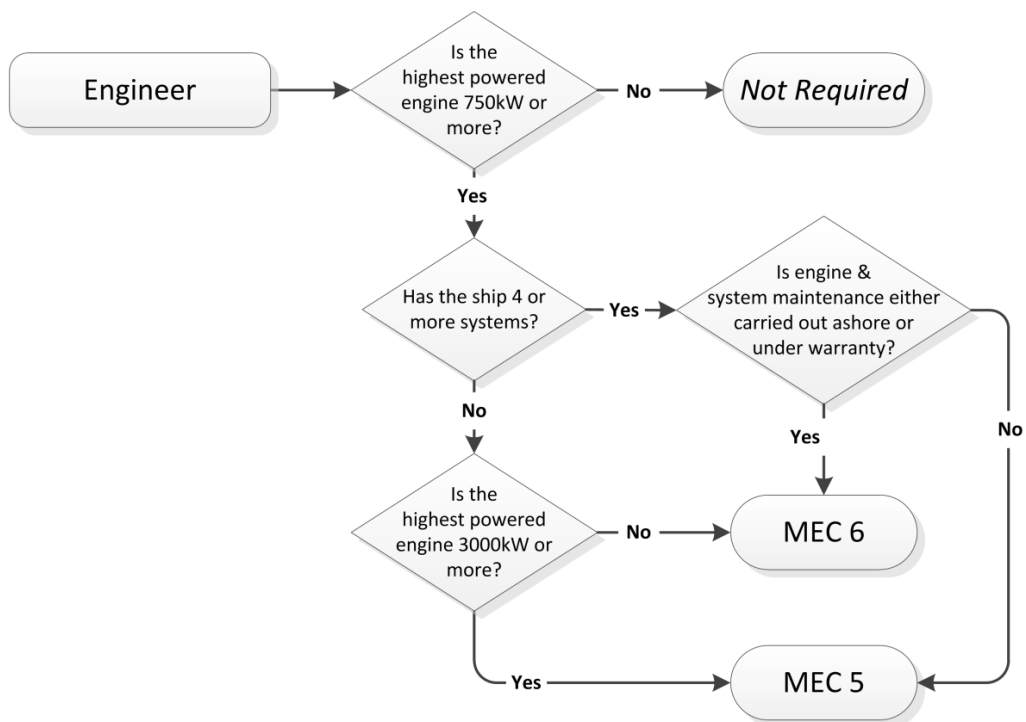 Engineer
Is the
highest powered
engine 750kW or
more?
No
Not Required
Yes
Has the ship 4 or
more systems?
Yes
Is engine &
system maintenance either
carried out ashore or
under warranty?
No
Yes
No
Is the
highest powered
engine 3000kW or
more?
No
MEC 6
Yes
MEC 5